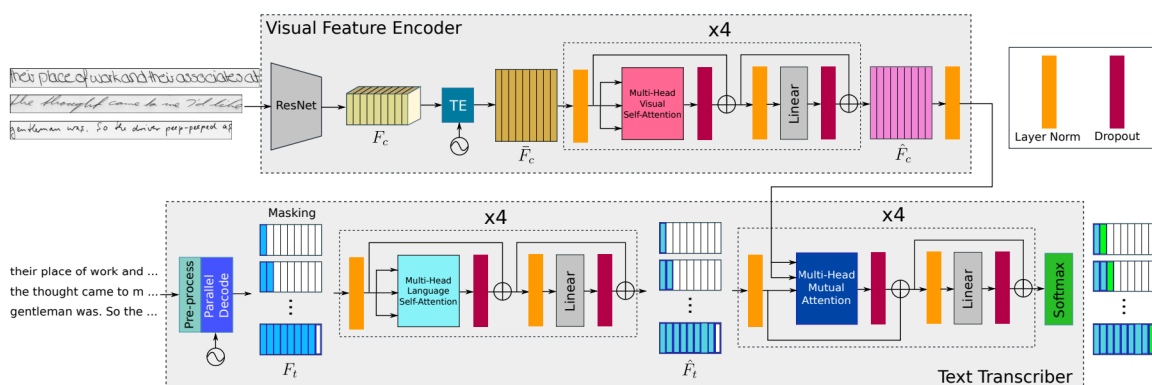 Visual Feature Encoder
x4
their place of work and their associates at
the thought came to me I'd like
gentleman was. So the driver peep-peeped as
ResNet
F_c
TE
F̄_c
Multi-Head
Visual
Self-Attention
Linear
F̂_c
Layer Norm
Dropout
Masking
x4
x4
their place of work and ...
the thought came to m ...
gentleman was. So the ...
Pre-process
Parallel
Decode
...
F_t
Multi-Head
Language
Self-Attention
Linear
...
F̂_t
Multi-Head
Mutual
Attention
Linear
Softmax
...
Text Transcriber